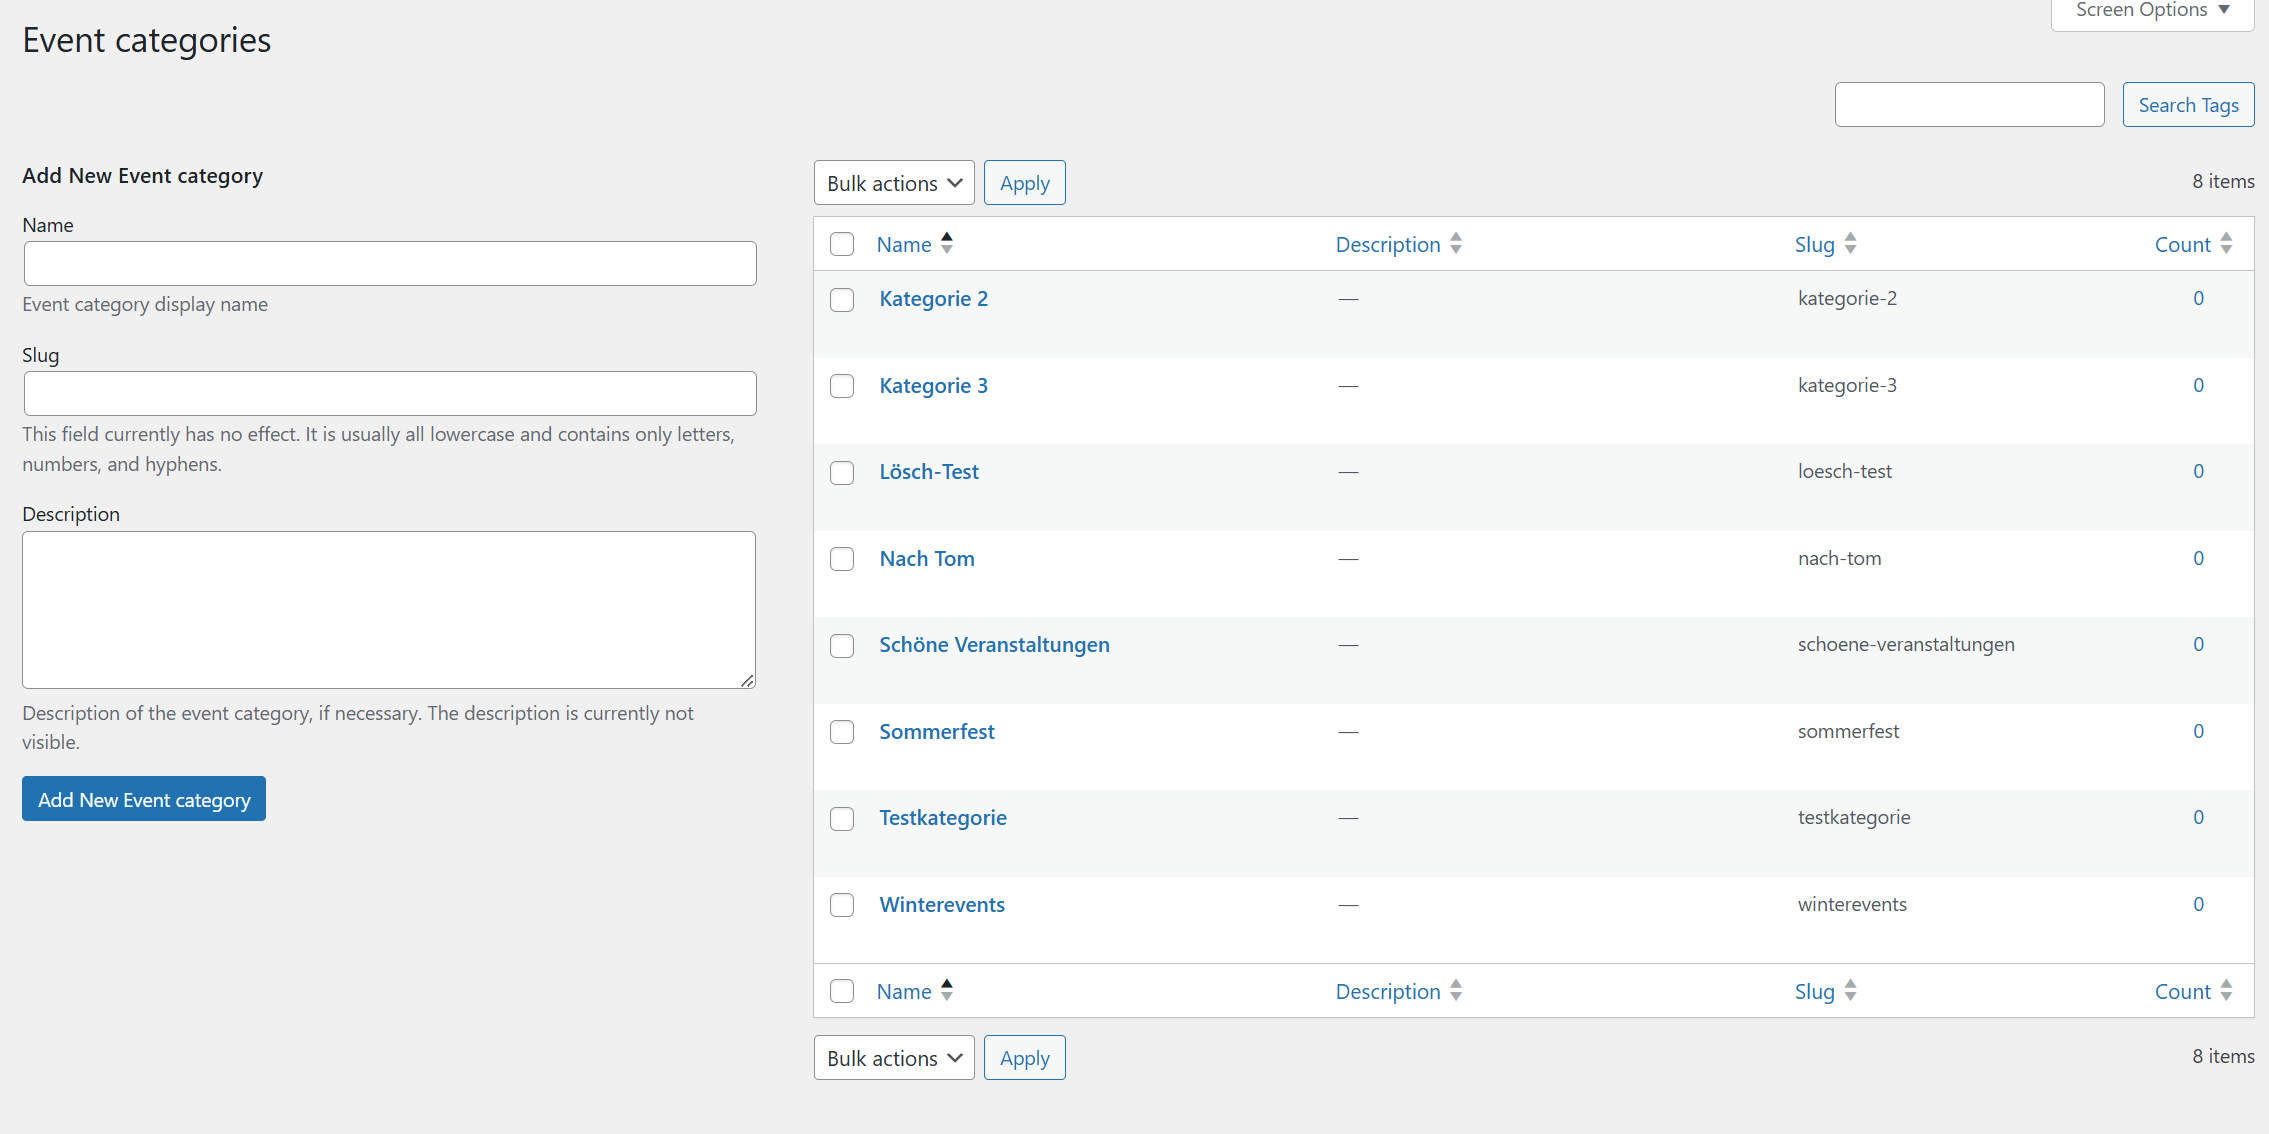 Screen Options
Event categories
Search Tags
Add New Event category
Name
Event category display name
Slug
This field currently has no effect. It is usually all lowercase and contains only letters,
numbers, and hyphens.
Description
Description of the event category, if necessary. The description is currently not
visible.
Add New Event category
Bulk actions Apply 8 items
Name Description Slug Count
Kategorie 2 — kategorie-2 0
Kategorie 3 — kategorie-3 0
Lösch-Test — loesch-test 0
Nach Tom — nach-tom 0
Schöne Veranstaltungen — schoene-veranstaltungen 0
Sommerfest — sommerfest 0
Testkategorie — testkategorie 0
Winterevents — winterevents 0
Name Description Slug Count
Bulk actions Apply 8 items